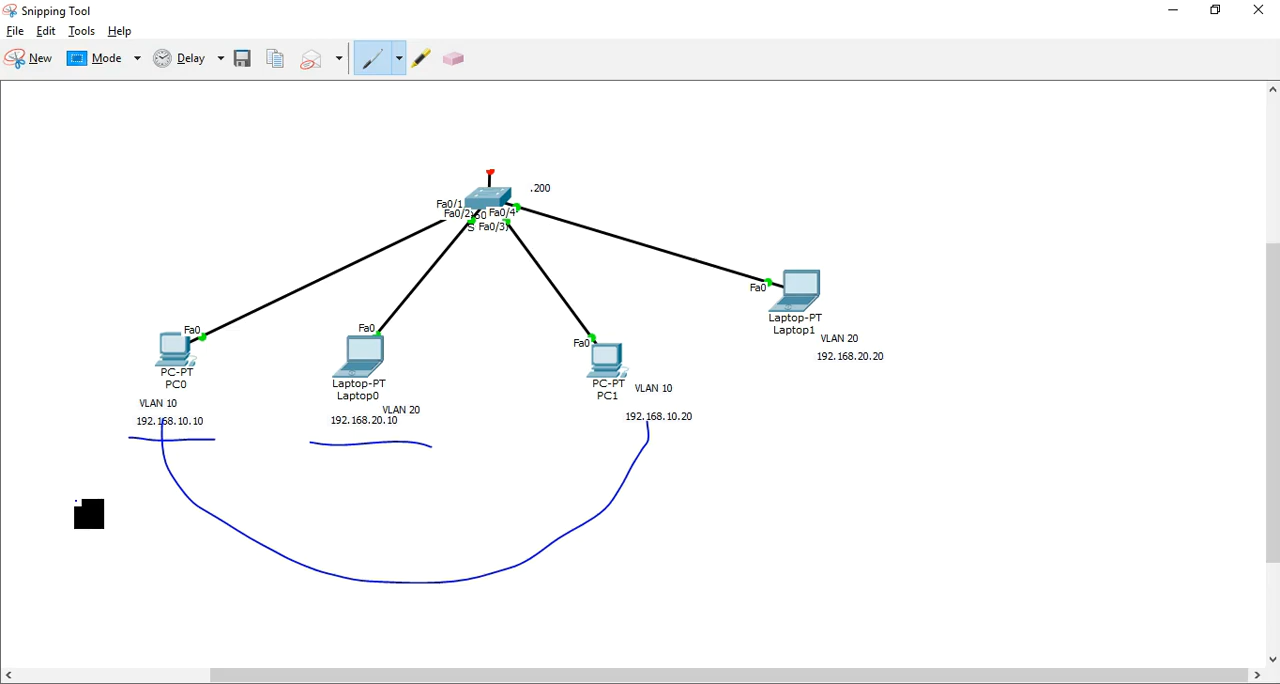 Snipping Tool
File Edit Tools Help
New Mode Delay
.200
Fa0/1
Fa0/2 Fa0/4
S Fa0/3
Fa0
Laptop-PT
Laptop1
VLAN 20
192.168.20.20
Fa0
PC-PT
PC0
VLAN 10
192.168.10.10
Fa0
Laptop-PT
Laptop0
VLAN 20
192.168.20.10
Fa0
PC-PT
PC1
VLAN 10
192.168.10.20